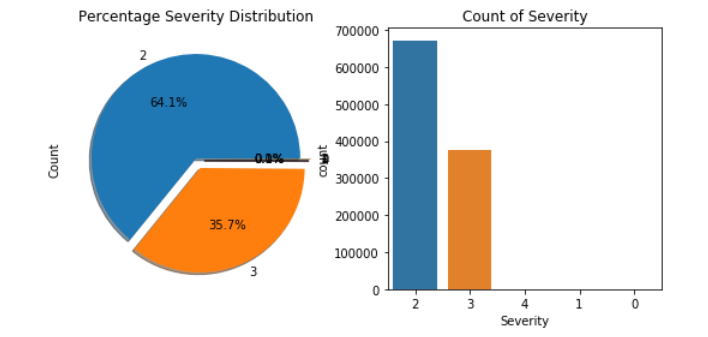 Percentage Severity Distribution
2
64.1%
Count
35.7%
3
Count of Severity
700000
600000
500000
400000
300000
200000
100000
0
count
2 3 4 1 0
Severity